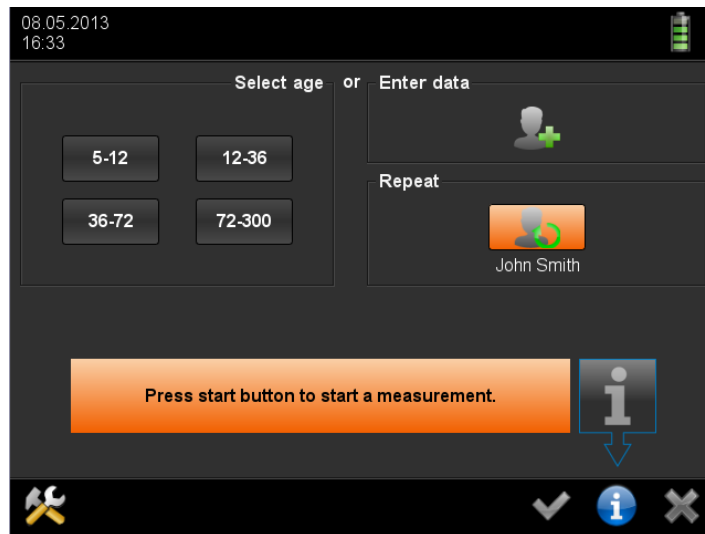 08.05.2013
16:33
Select age or Enter data
5-12 12-36
36-72 72-300
Repeat
John Smith
Press start button to start a measurement.